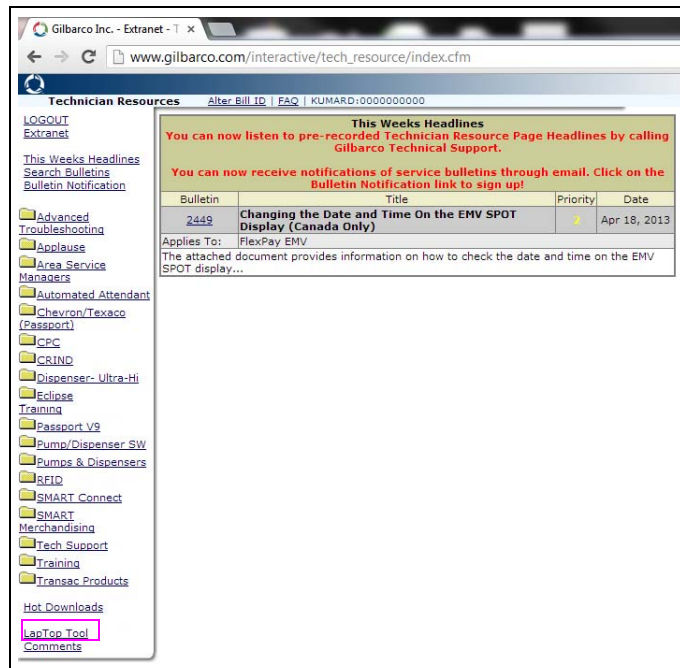 Gilbarco Inc. - Extranet - T ×
www.gilbarco.com/interactive/tech_resource/index.cfm
Technician Resources Alter Bill ID | FAQ | KUMARD:0000000000
LOGOUT
Extranet
This Weeks Headlines
Search Bulletins
Bulletin Notification
Advanced
Troubleshooting
Applause
Area Service
Managers
Automated Attendant
Chevron/Texaco
(Passport)
CPC
CRIND
Dispenser- Ultra-Hi
Eclipse
Training
Passport V9
Pump/Dispenser SW
Pumps & Dispensers
RFID
SMART Connect
SMART
Merchandising
Tech Support
Training
Transac Products
Hot Downloads
LapTop Tool
Comments
This Weeks Headlines
You can now listen to pre-recorded Technician Resource Page Headlines by calling
Gilbarco Technical Support.
You can now receive notifications of service bulletins through email. Click on the
Bulletin Notification link to sign up!
Bulletin Title Priority Date
2449 Changing the Date and Time On the EMV SPOT
Display (Canada Only) 2 Apr 18, 2013
Applies To: FlexPay EMV
The attached document provides information on how to check the date and time on the EMV
SPOT display...